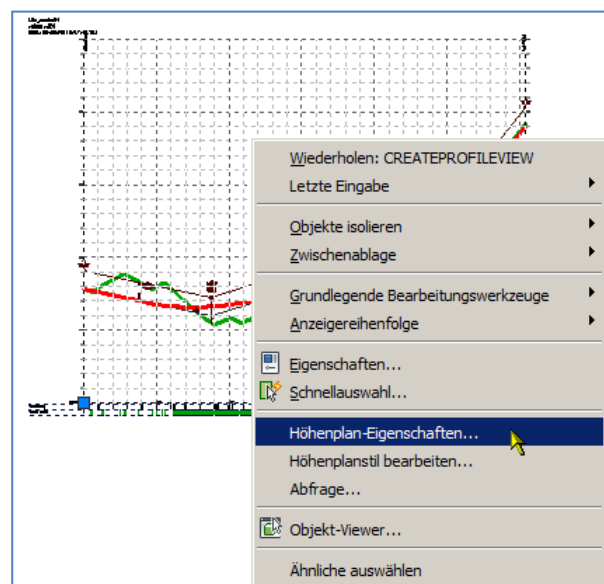 Wiederholen: CREATEPROFILEVIEW
Letzte Eingabe
Objekte isolieren
Zwischenablage
Grundlegende Bearbeitungswerkzeuge
Anzeigereihenfolge
Eigenschaften...
Schnellauswahl...
Höhenplan-Eigenschaften...
Höhenplanstil bearbeiten...
Abfrage...
Objekt-Viewer...
Ähnliche auswählen